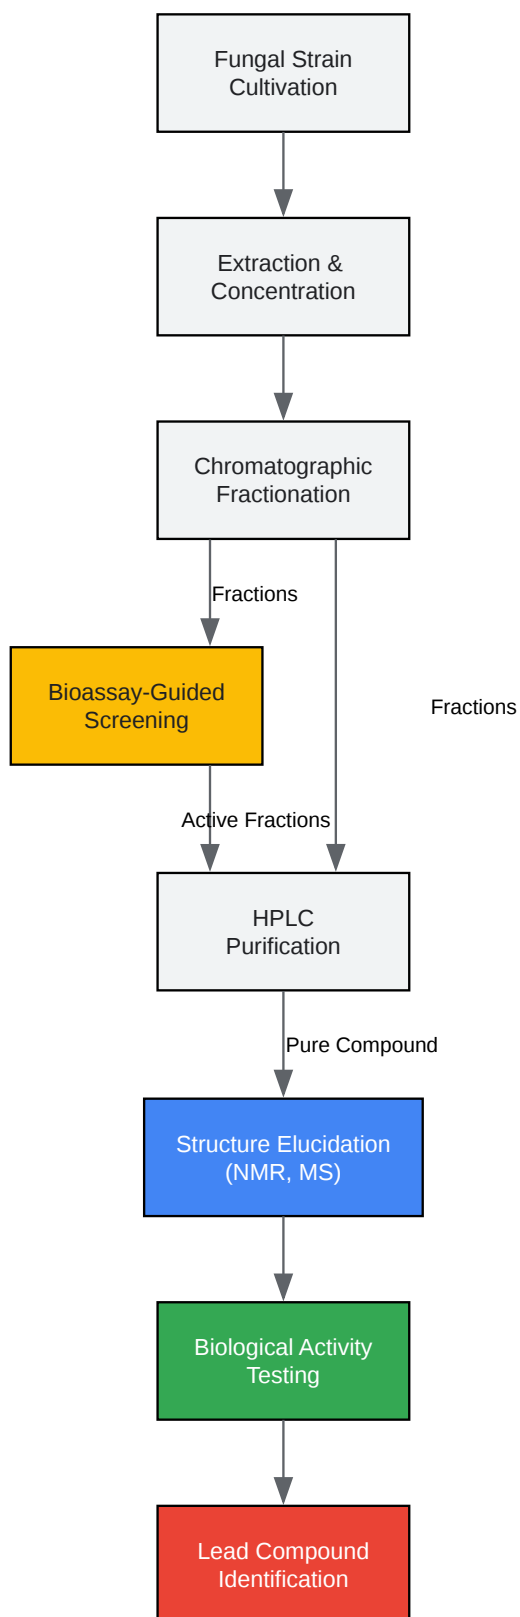 Fungal Strain
Cultivation
Extraction &
Concentration
Chromatographic
Fractionation
Fractions
Bioassay-Guided
Screening
Fractions
Active Fractions
HPLC
Purification
Pure Compound
Structure Elucidation
(NMR, MS)
Biological Activity
Testing
Lead Compound
Identification